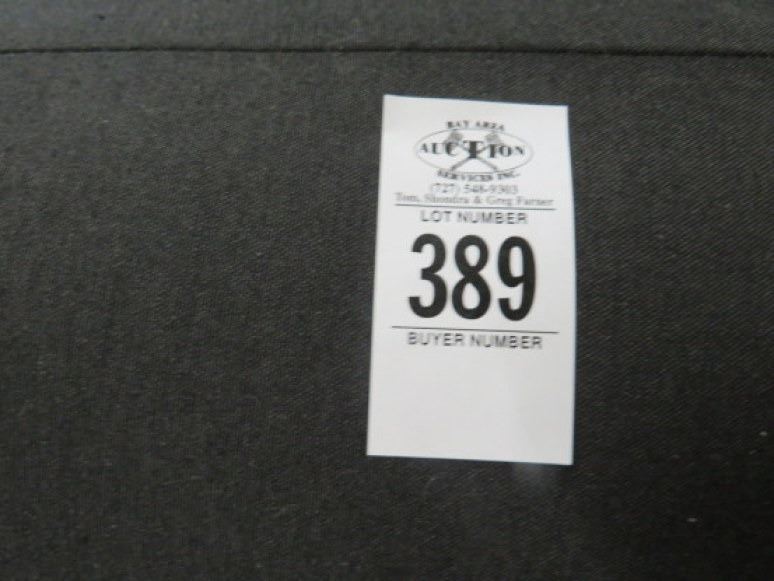 BAY AREA
AUCTION
SERVICES INC.
(727) 548-9303
Tom, Shondra & Greg Farner
LOT NUMBER
389
BUYER NUMBER